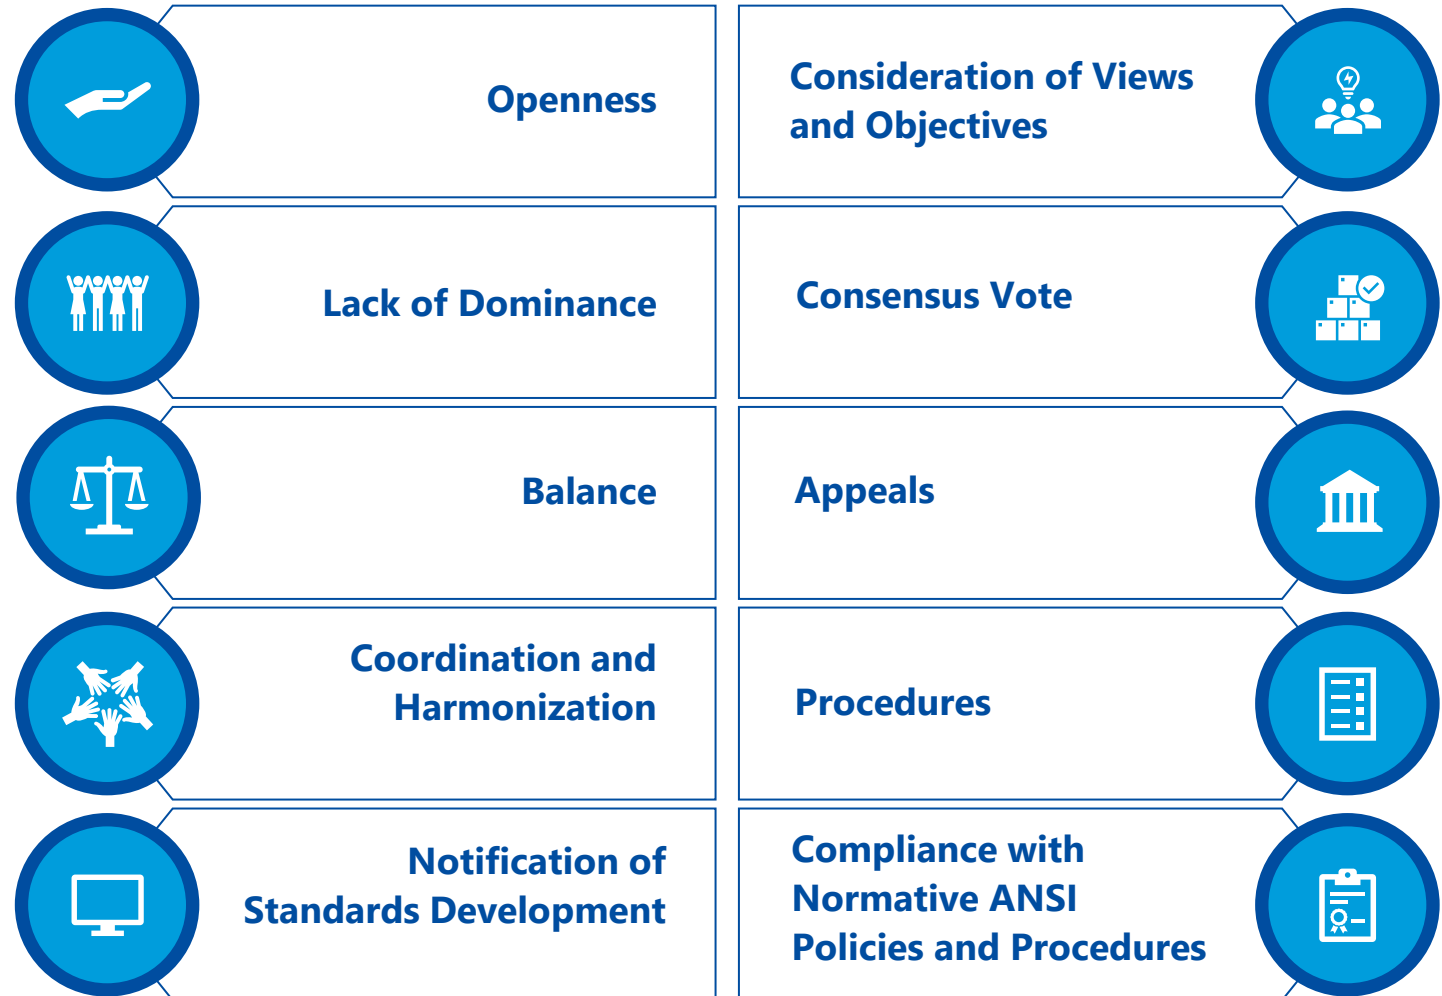 Openness
Lack of Dominance
Balance
Coordination and
Harmonization
Notification of
Standards Development
Consideration of Views
and Objectives
Consensus Vote
Appeals
Procedures
Compliance with
Normative ANSI
Policies and Procedures